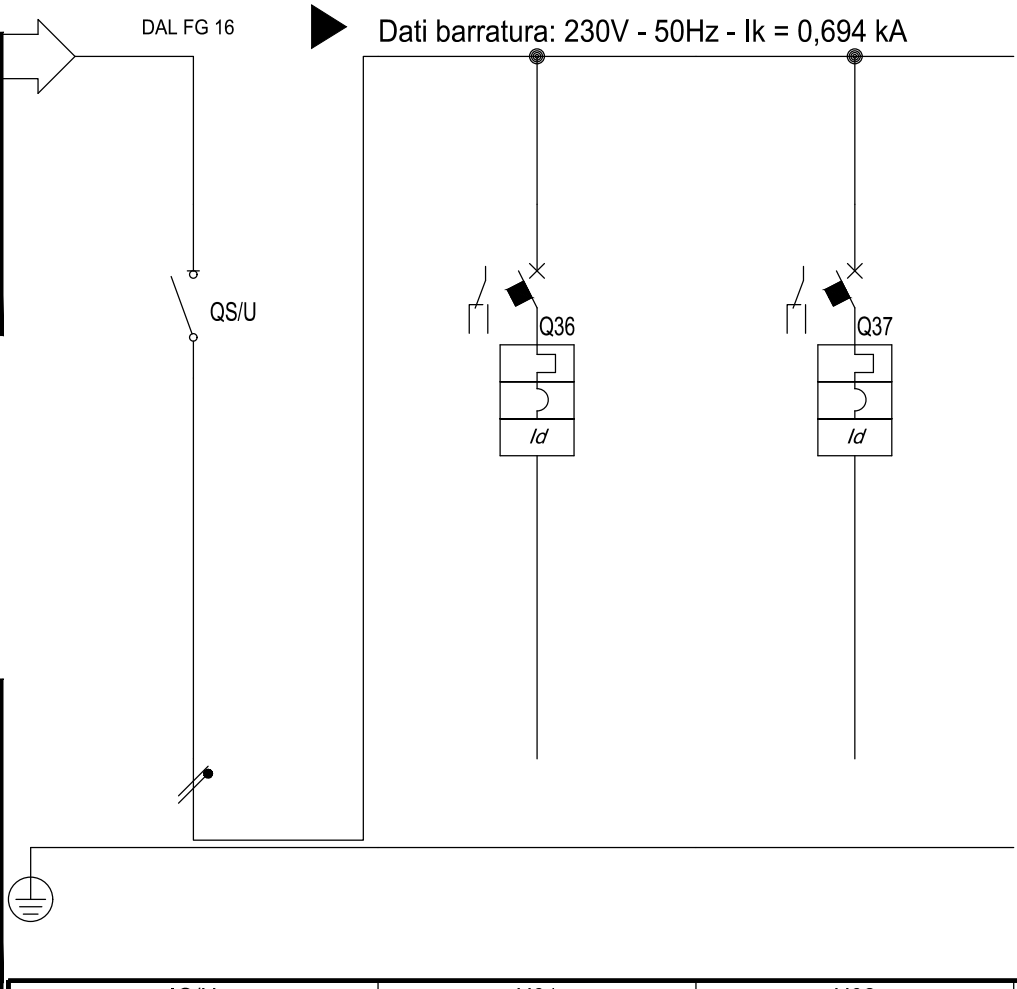 DAL FG 16
Dati barratura: 230V - 50Hz - Ik = 0,694 kA
QS/U
Q36
Q37
Id
Id